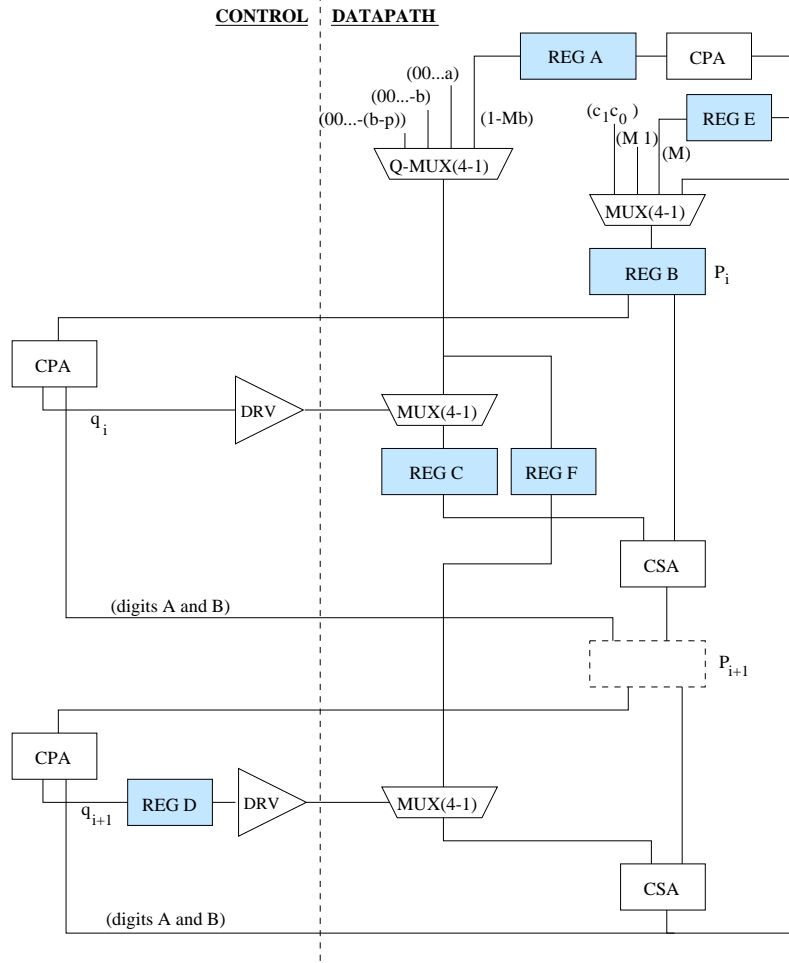 CONTROL DATAPATH
REG A CPA
(00...a)
(00...-b)
(00...-(b-p)) (1-Mb)
REG E
(c1c0 )
(M 1)
(M)
Q-MUX(4-1)
MUX(4-1)
REG B Pi
CPA
DRV MUX(4-1)
qi
REG C REG F
CSA
(digits A and B)
Pi+1
CPA
REG D DRV MUX(4-1)
qi+1
CSA
(digits A and B)